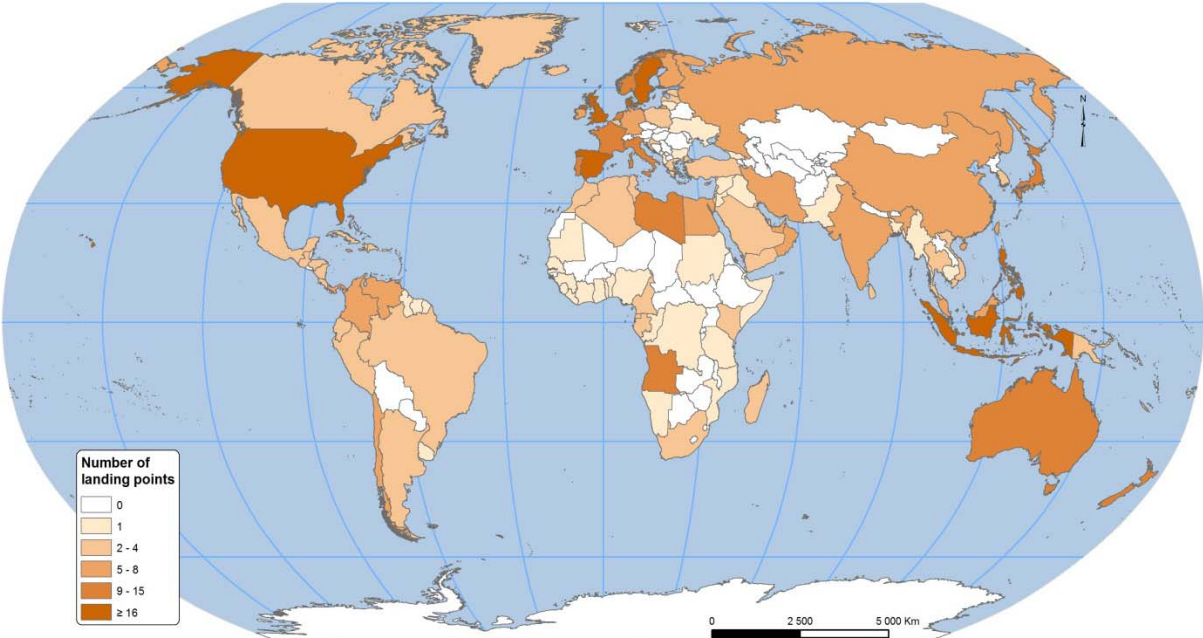 N
Number of
landing points
0
1
2 - 4
5 - 8
9 - 15
≥ 16
0 2 500 5 000 Km